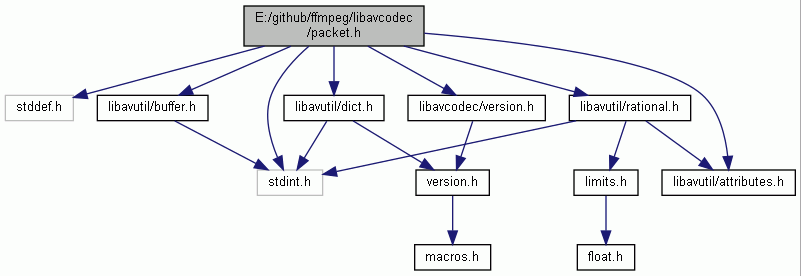 E:/github/ffmpeg/libavcodec
/packet.h
stddef.h
libavutil/buffer.h
libavutil/dict.h
libavcodec/version.h
libavutil/rational.h
stdint.h
version.h
limits.h
libavutil/attributes.h
macros.h
float.h